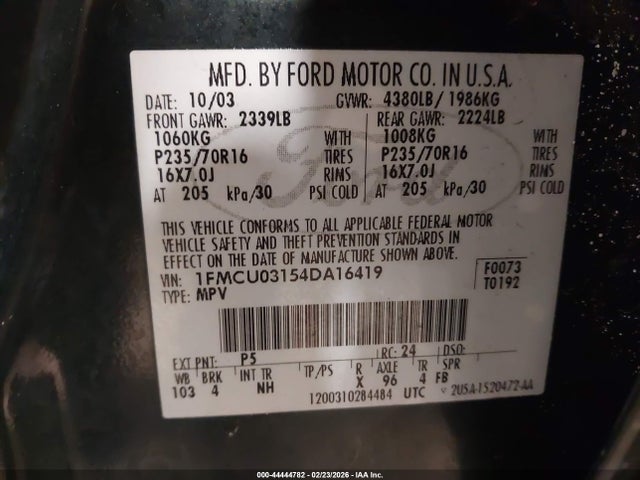 MFD. BY FORD MOTOR CO. IN U.S.A.
DATE: 10/03 GVWR: 4380LB/ 1986KG
FRONT GAWR: 2339LB REAR GAWR: 2224LB
1060KG WITH 1008KG WITH
P235/70R16 TIRES P235/70R16 TIRES
16X7.0J RIMS 16X7.0J RIMS
AT 205 kPa/30 PSI COLD AT 205 kPa/30 PSI COLD
Ford
THIS VEHICLE CONFORMS TO ALL APPLICABLE FEDERAL MOTOR
VEHICLE SAFETY AND THEFT PREVENTION STANDARDS IN
EFFECT ON THE DATE OF MANUFACTURE SHOWN ABOVE.
VIN: 1FMCU03154DA16419 F0073
TYPE: MPV T0192
EXT PNT: P5 RC: 24 DSO:
WB BRK INT TR TP/PS R AXLE TR SPR
103 4 NH X 96 4 FB
1200310284484 UTC 2U5A-1520472-AA
000-44444782 - 02/23/2026 - IAA Inc.